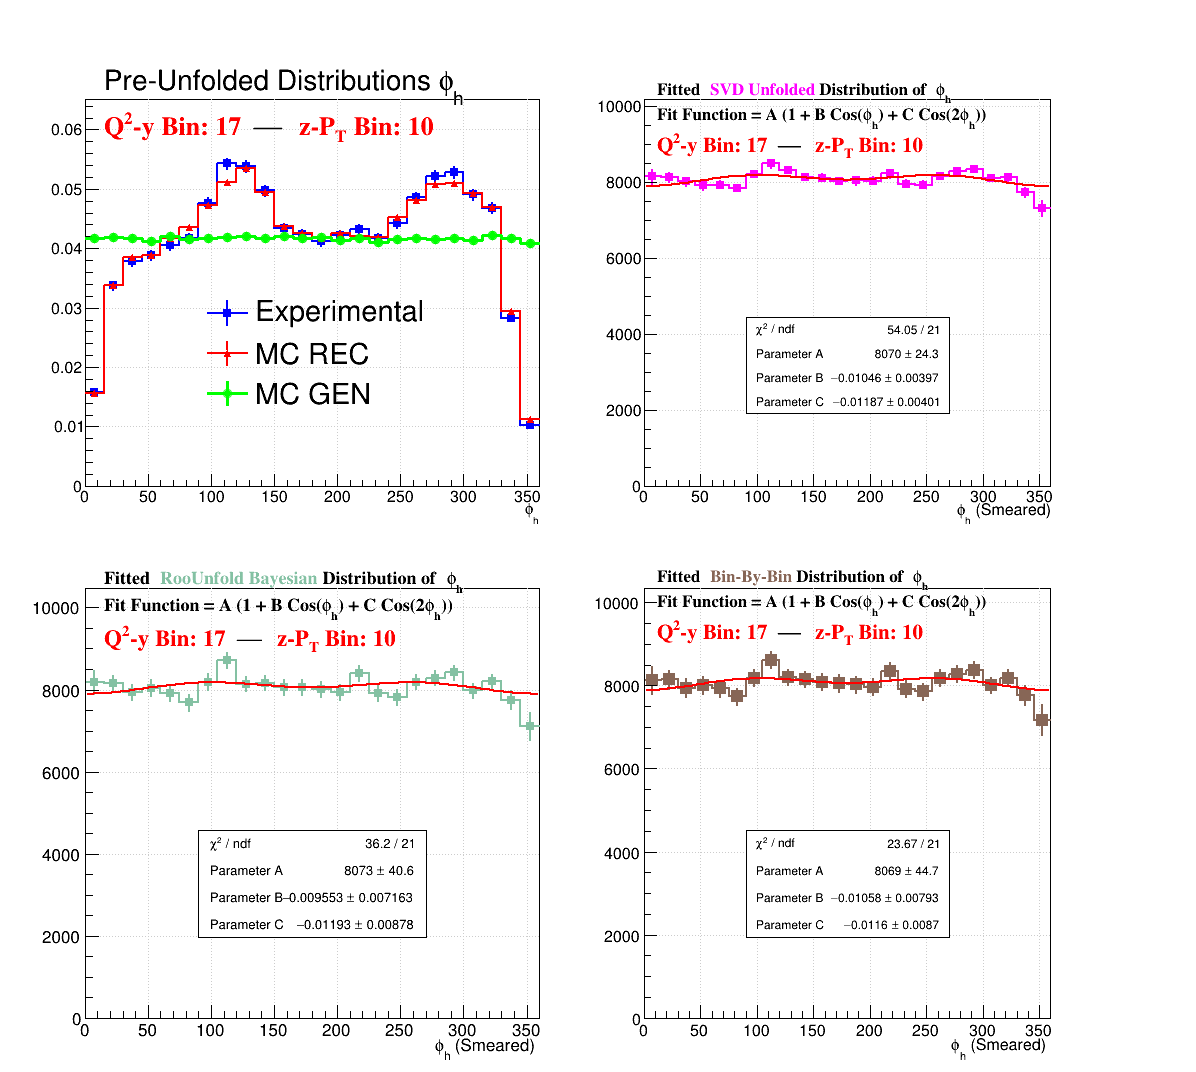 Pre-Unfolded Distributions ϕh
Q²-y Bin: 17 — z-PT Bin: 10
0.06
0.05
0.04
0.03
0.02
0.01
0
Experimental
MC REC
MC GEN
0 50 100 150 200 250 300 350
ϕh
Fitted SVD Unfolded Distribution of ϕh
Fit Function = A (1 + B Cos(ϕh) + C Cos(2ϕh))
Q²-y Bin: 17 — z-PT Bin: 10
10000
8000
6000
4000
2000
0
χ² / ndf 54.05 / 21
Parameter A 8070 ± 24.3
Parameter B −0.01046 ± 0.00397
Parameter C −0.01187 ± 0.00401
0 50 100 150 200 250 300 350
ϕh (Smeared)
Fitted RooUnfold Bayesian Distribution of ϕh
Fit Function = A (1 + B Cos(ϕh) + C Cos(2ϕh))
Q²-y Bin: 17 — z-PT Bin: 10
10000
8000
6000
4000
2000
0
χ² / ndf 36.2 / 21
Parameter A 8073 ± 40.6
Parameter B −0.009553 ± 0.007163
Parameter C −0.01193 ± 0.00878
0 50 100 150 200 250 300 350
ϕh (Smeared)
Fitted Bin-By-Bin Distribution of ϕh
Fit Function = A (1 + B Cos(ϕh) + C Cos(2ϕh))
Q²-y Bin: 17 — z-PT Bin: 10
10000
8000
6000
4000
2000
0
χ² / ndf 23.67 / 21
Parameter A 8069 ± 44.7
Parameter B −0.01058 ± 0.00793
Parameter C −0.0116 ± 0.0087
0 50 100 150 200 250 300 350
ϕh (Smeared)